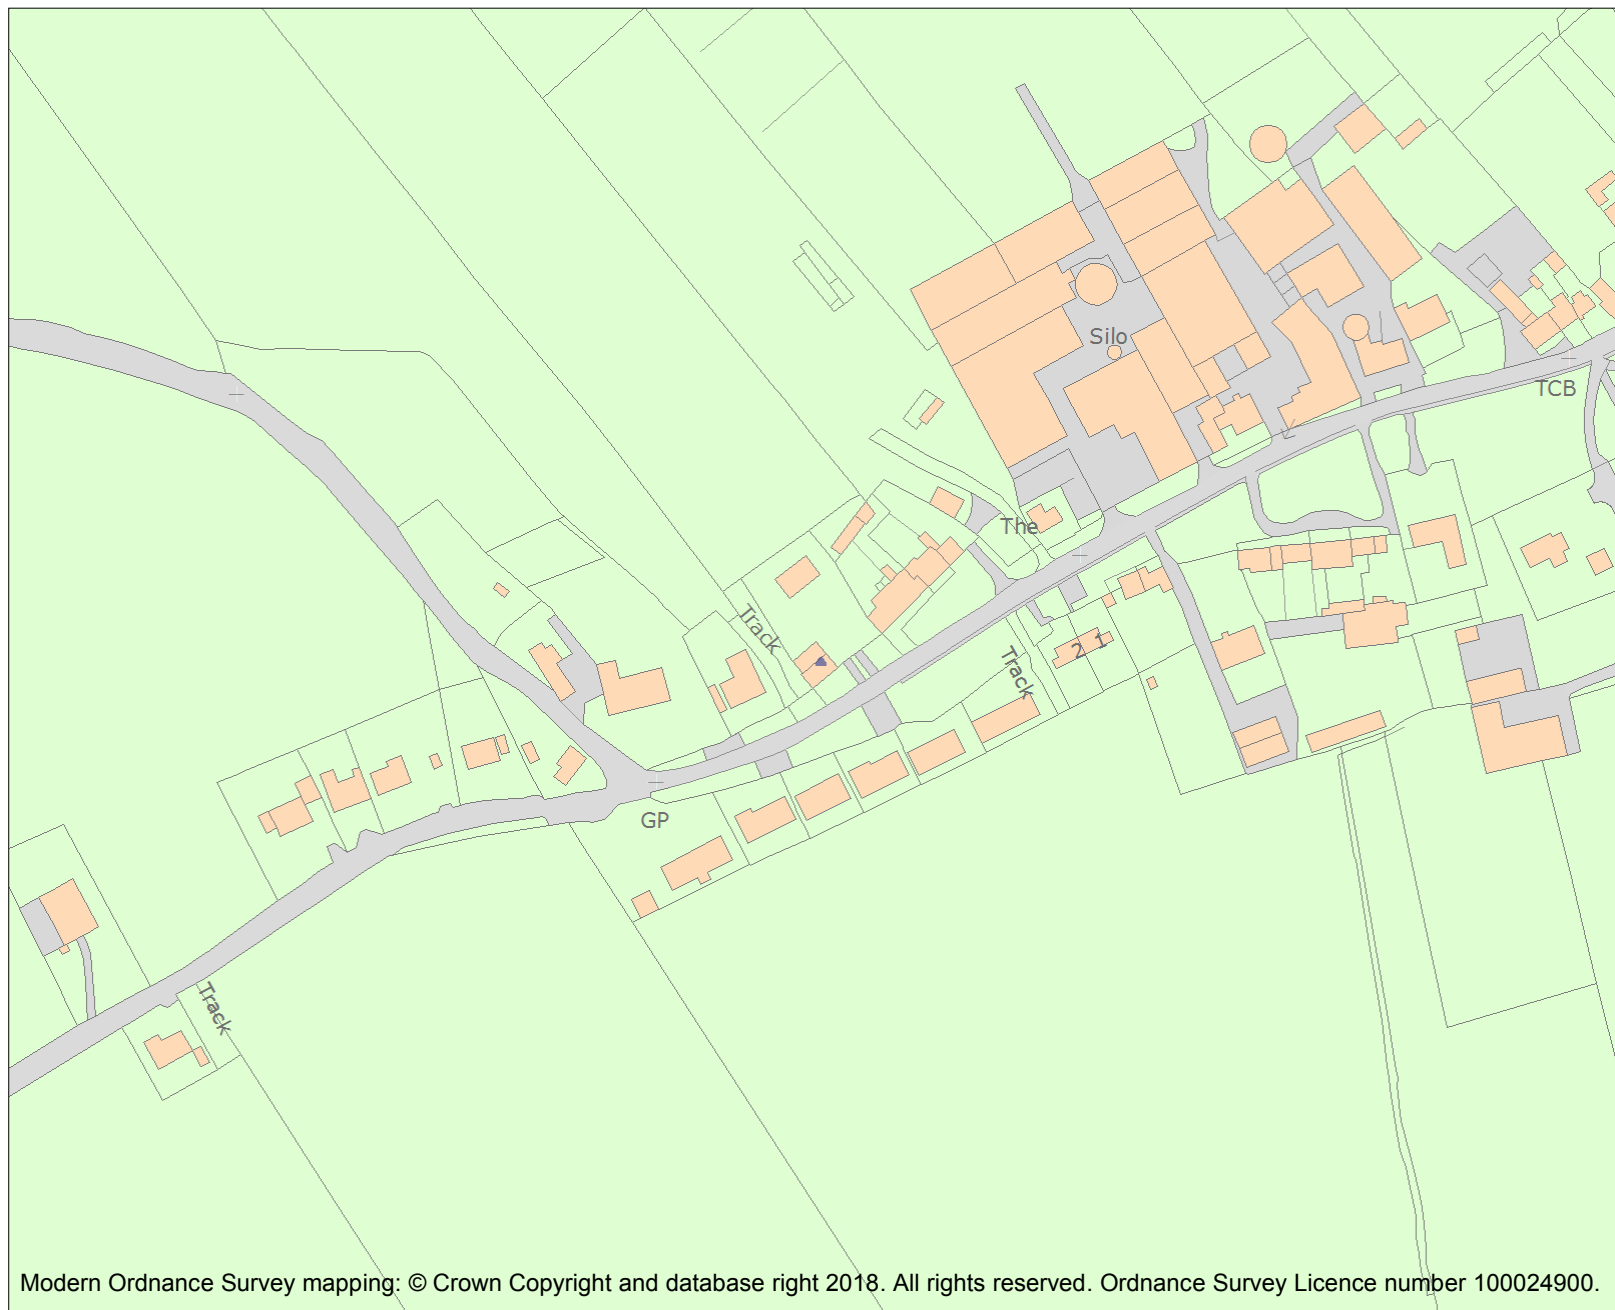 Silo
TCB
The
Track
2 1
Track
GP
Track
Modern Ordnance Survey mapping: © Crown Copyright and database right 2018. All rights reserved. Ordnance Survey Licence number 100024900.